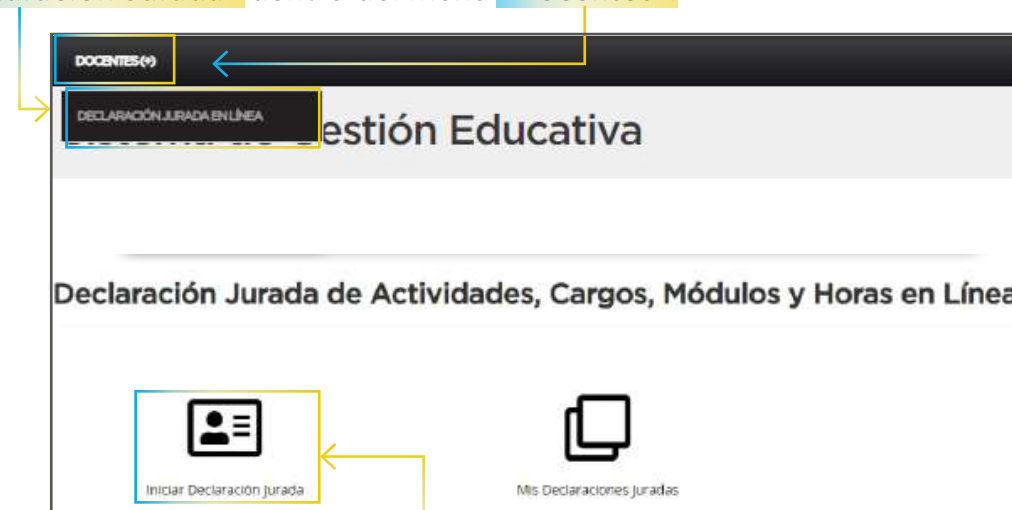 DOCENTES(+)
DECLARACIÓN JURADA EN LÍNEA
estión Educativa
Declaración Jurada de Actividades, Cargos, Módulos y Horas en Línea
Iniciar Declaración Jurada
Mis Declaraciones Juradas